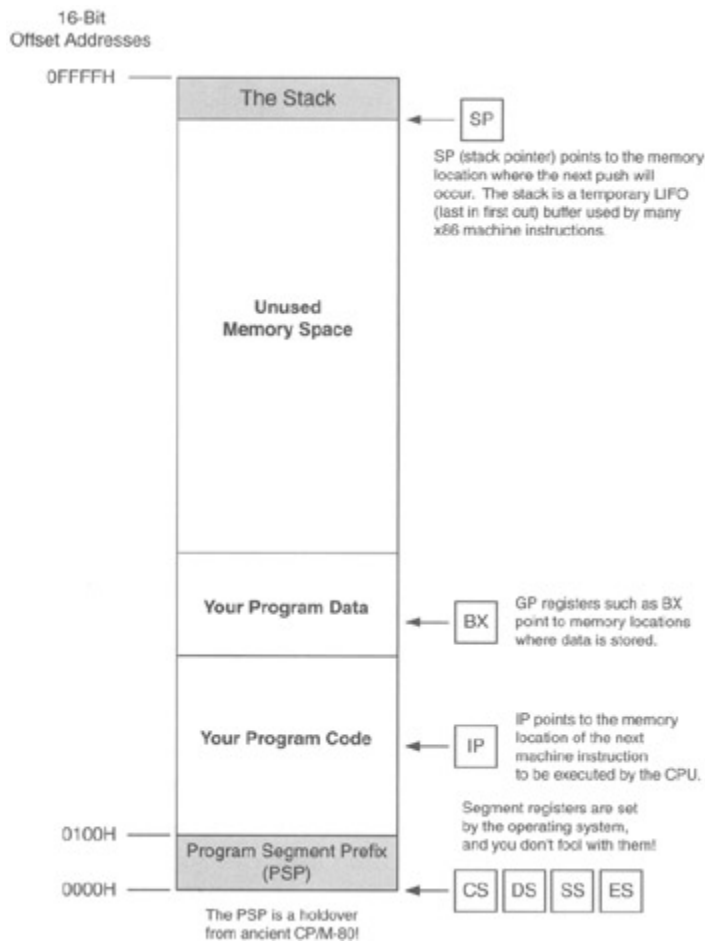 16-Bit
Offset Addresses
0FFFFH
The Stack
SP
SP (stack pointer) points to the memory
location where the next push will
occur. The stack is a temporary LIFO
(last in first out) buffer used by many
x86 machine instructions.
Unused
Memory Space
Your Program Data
BX
GP registers such as BX
point to memory locations
where data is stored.
Your Program Code
IP
IP points to the memory
location of the next
machine instruction
to be executed by the CPU.
Segment registers are set
by the operating system,
and you don't fool with them!
0100H
Program Segment Prefix
(PSP)
0000H
CS DS SS ES
The PSP is a holdover
from ancient CP/M-80!